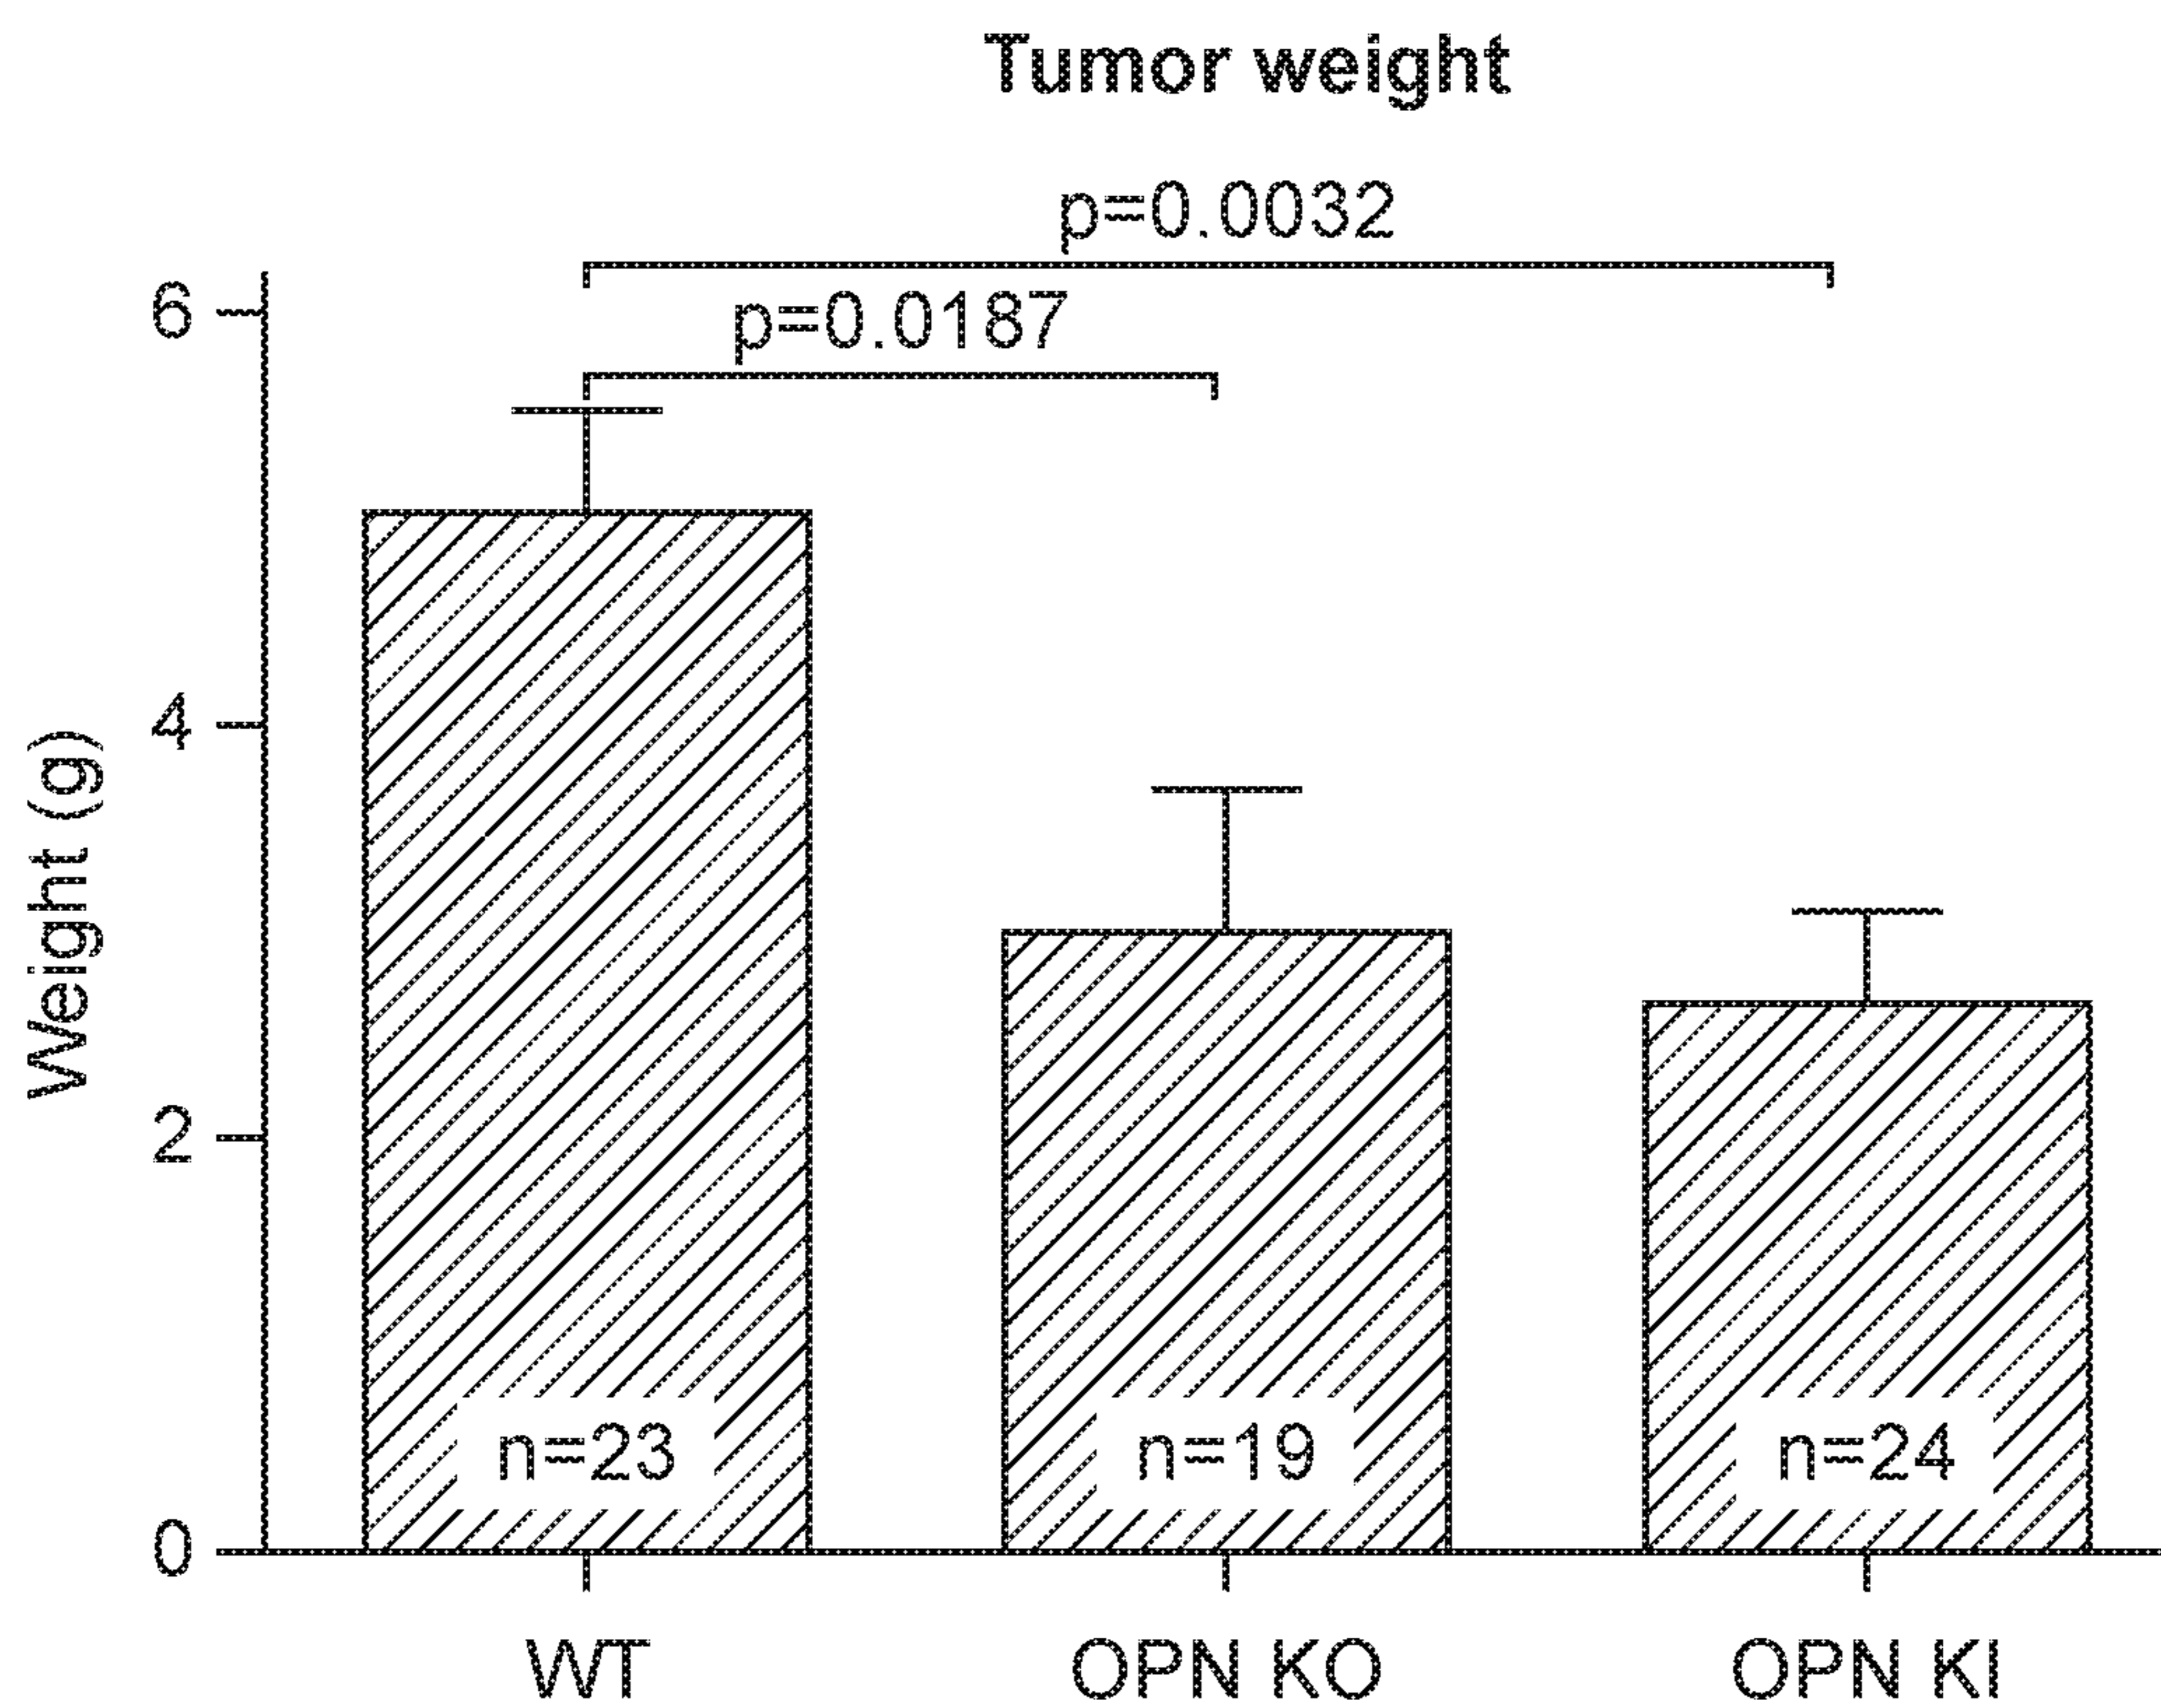 Tumor weight
p=0.0032
p=0.0187
6
4
2
0
Weight (g)
n=23
n=19
n=24
WT
OPN KO
OPN KI